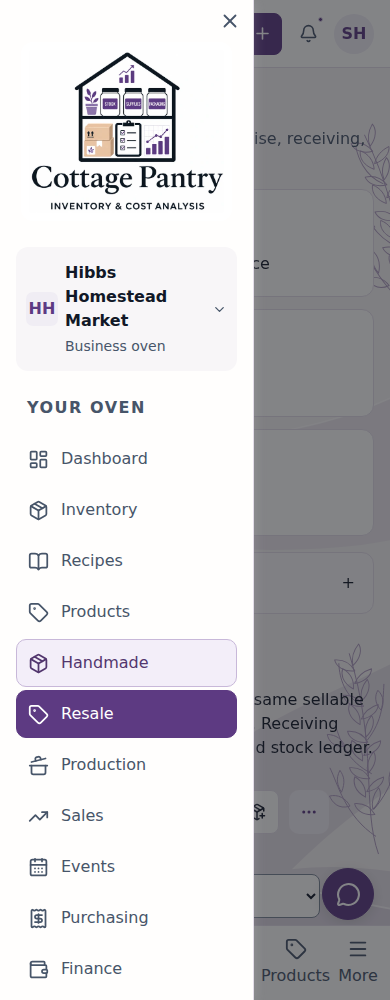 SH
STOCK
SUPPLIES
PACKAGING
Cottage Pantry
INVENTORY & COST ANALYSIS
ise, receiving,
HH
Hibbs
Homestead
Market
Business oven
ce
YOUR OVEN
Dashboard
Inventory
Recipes
Products
Handmade
same sellable
Resale
Receiving
d stock ledger.
Production
Sales
Events
Purchasing
Finance
Products
More